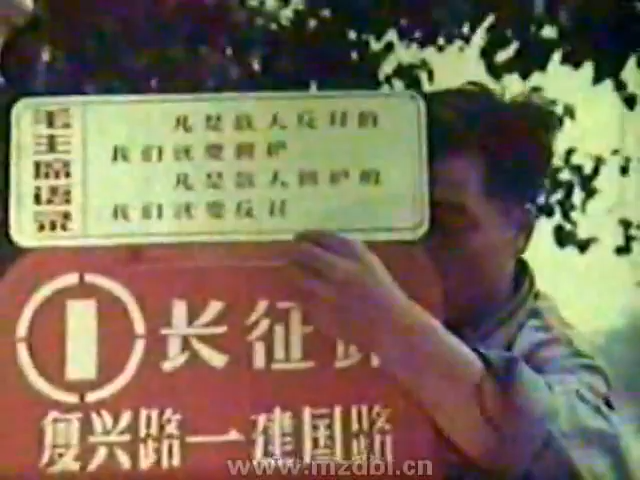 毛主席语录
凡是敌人反对的
我们就要拥护
凡是敌人拥护的
我们就要反对
1 长征
复兴路一建国路
www.mzdbl.cn